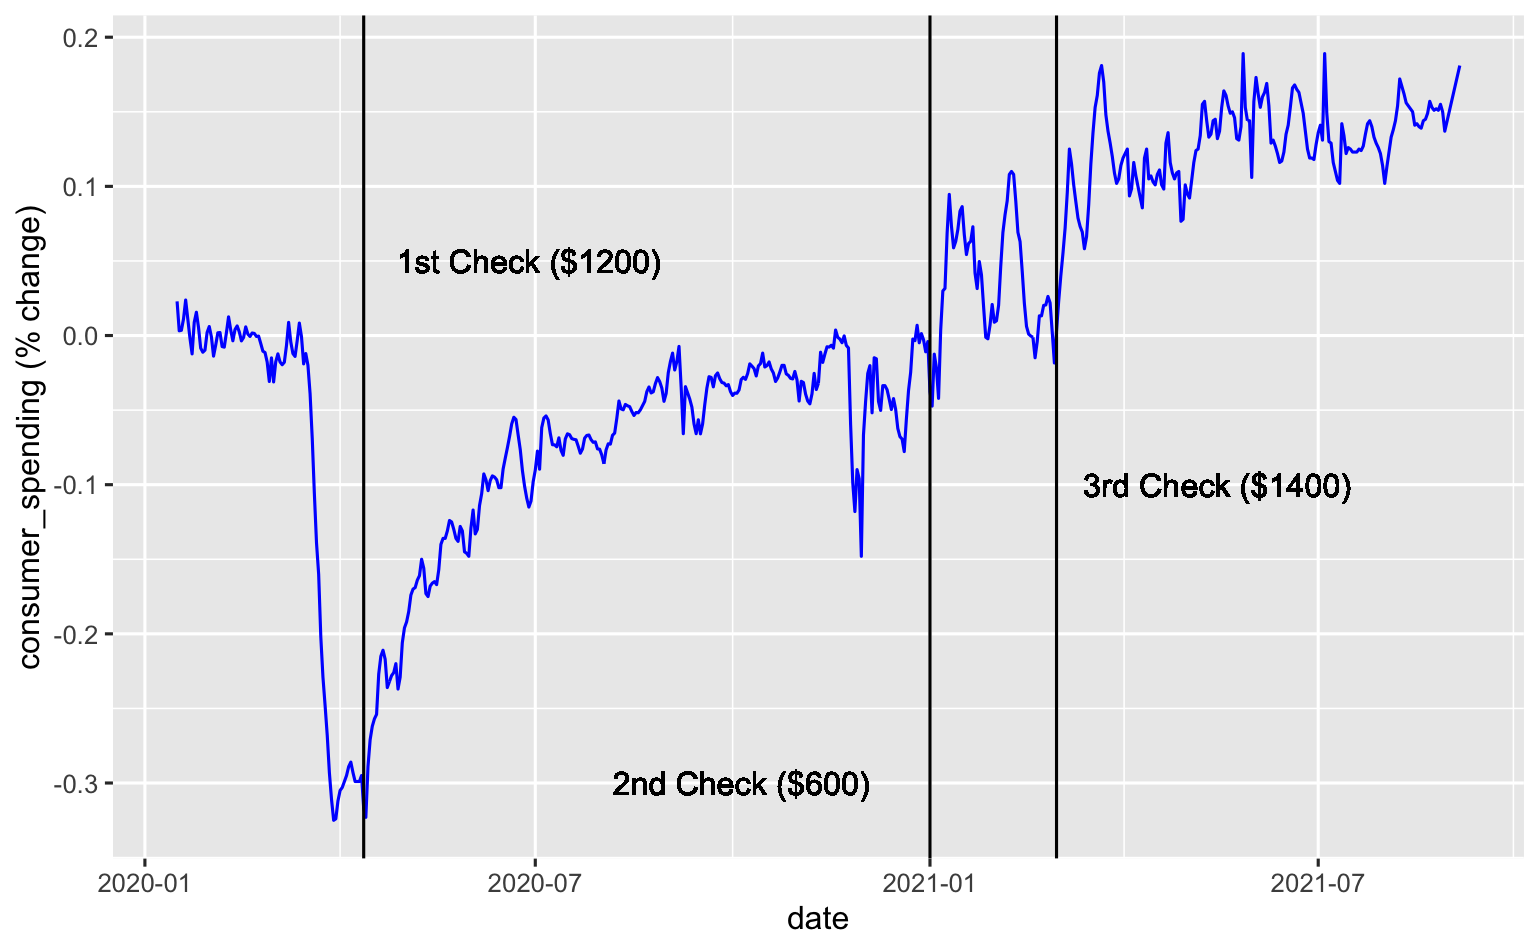 consumer_spending (% change)
0.2
0.1
0.0
-0.1
-0.2
-0.3
1st Check ($1200)
3rd Check ($1400)
2nd Check ($600)
2020-01
2020-07
2021-01
2021-07
date